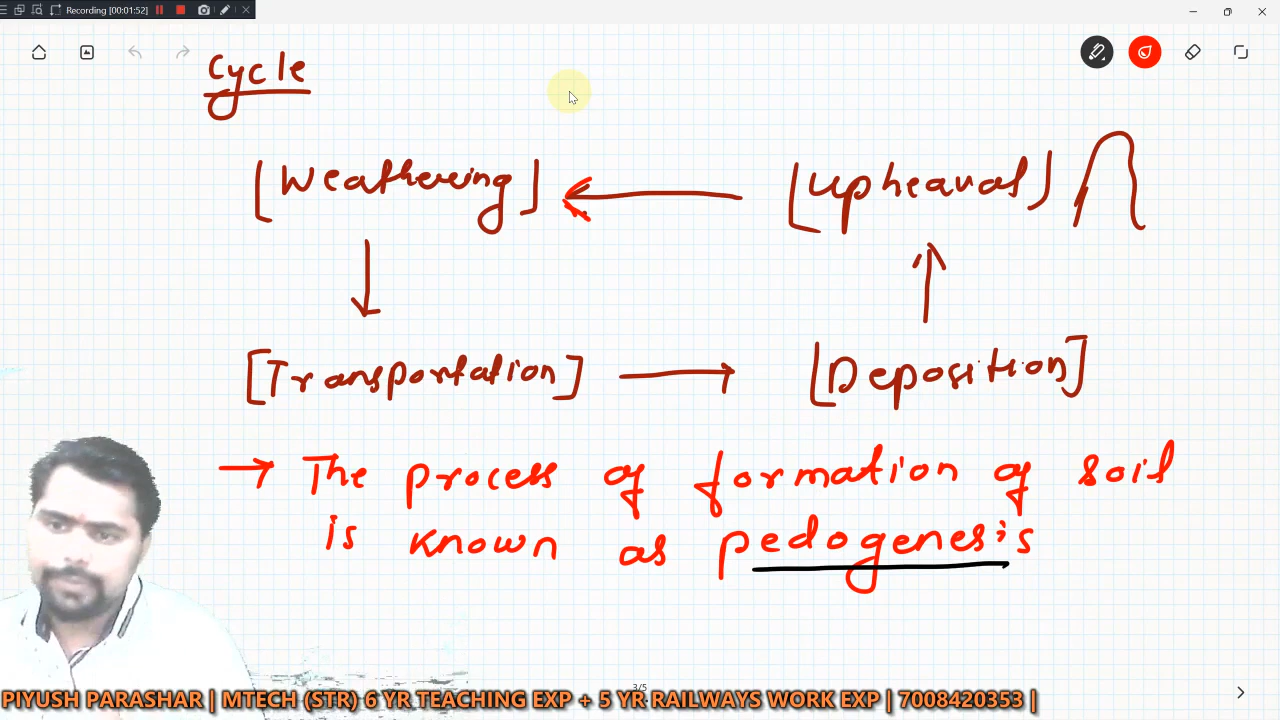 Recording [00:01:52]
Cycle
[Weathering] [Upheaval]
[Transportation] [Deposition]
→ The process of formation of soil
is known as pedogenesis
3/5
PIYUSH PARASHAR | MTECH (STR) 6 YR TEACHING EXP + 5 YR RAILWAYS WORK EXP | 7008420353 |